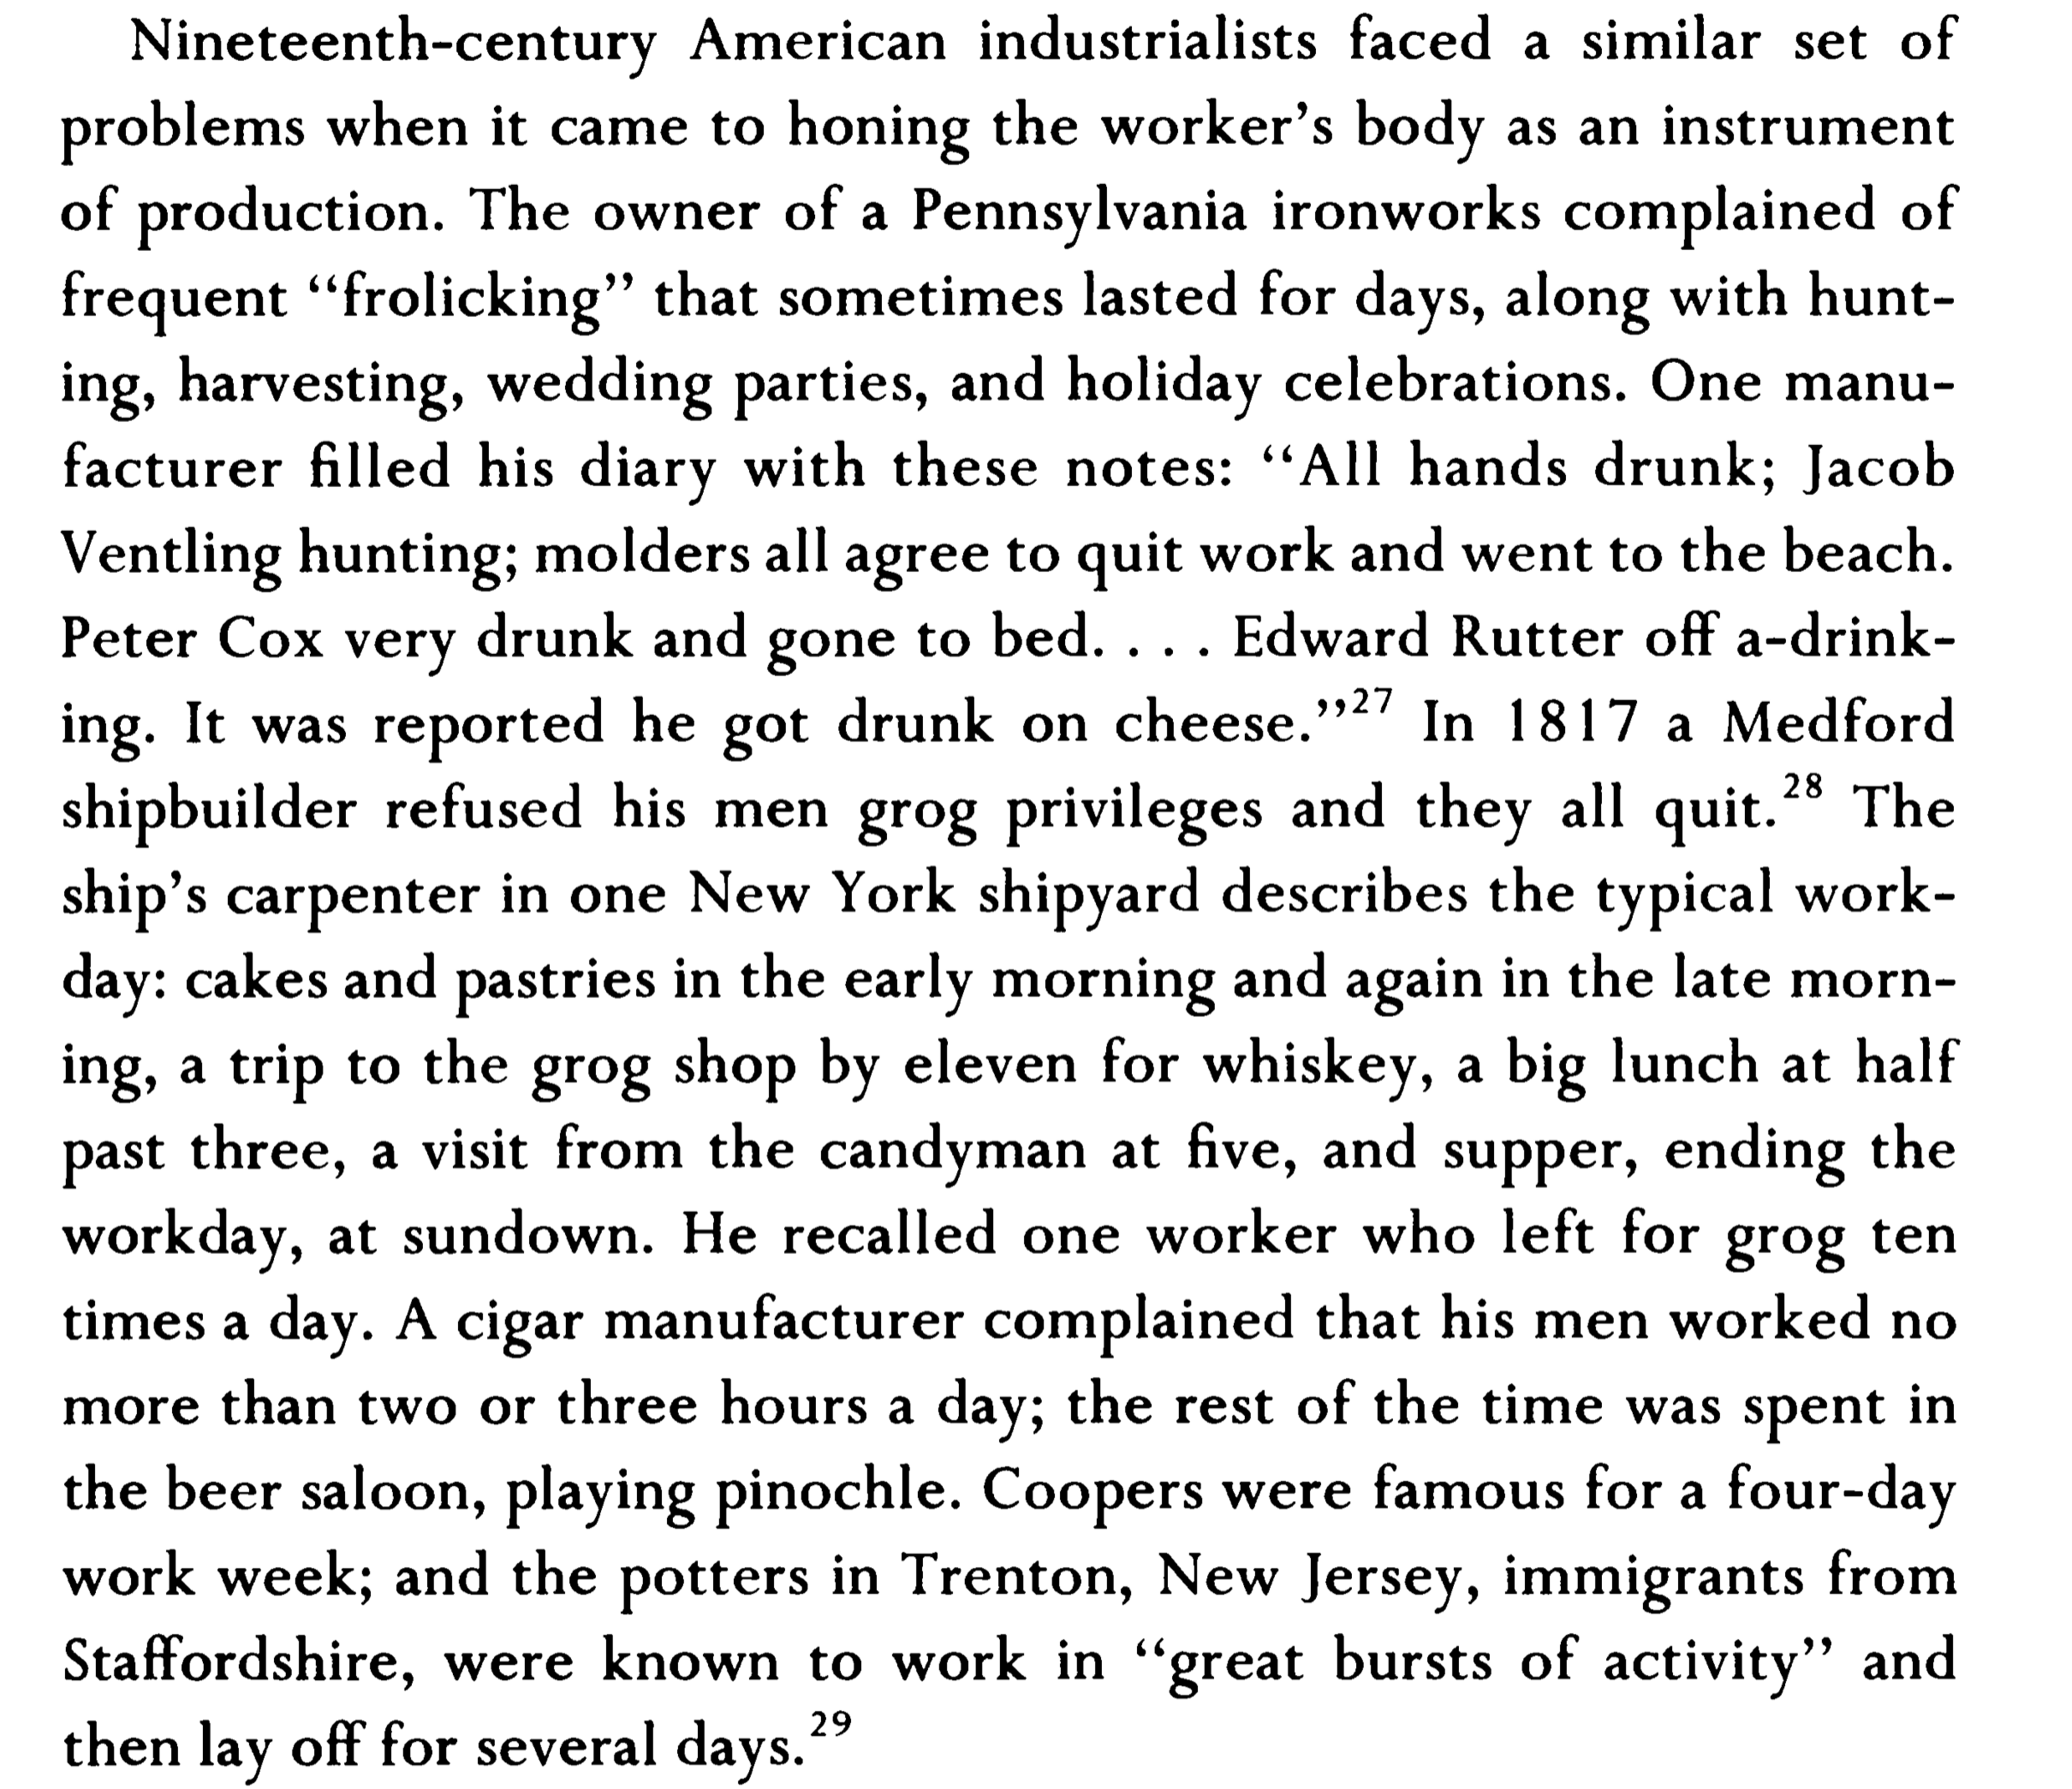 Nineteenth-century American industrialists faced a similar set of
problems when it came to honing the worker's body as an instrument
of production. The owner of a Pennsylvania ironworks complained of
frequent “frolicking” that sometimes lasted for days, along with hunt-
ing, harvesting, wedding parties, and holiday celebrations. One manu-
facturer filled his diary with these notes: “All hands drunk; Jacob
Ventling hunting; molders all agree to quit work and went to the beach.
Peter Cox very drunk and gone to bed. . . . Edward Rutter off a-drink-
ing. It was reported he got drunk on cheese.”27 In 1817 a Medford
shipbuilder refused his men grog privileges and they all quit.28 The
ship's carpenter in one New York shipyard describes the typical work-
day: cakes and pastries in the early morning and again in the late morn-
ing, a trip to the grog shop by eleven for whiskey, a big lunch at half
past three, a visit from the candyman at five, and supper, ending the
workday, at sundown. He recalled one worker who left for grog ten
times a day. A cigar manufacturer complained that his men worked no
more than two or three hours a day; the rest of the time was spent in
the beer saloon, playing pinochle. Coopers were famous for a four-day
work week; and the potters in Trenton, New Jersey, immigrants from
Staffordshire, were known to work in “great bursts of activity” and
then lay off for several days.29